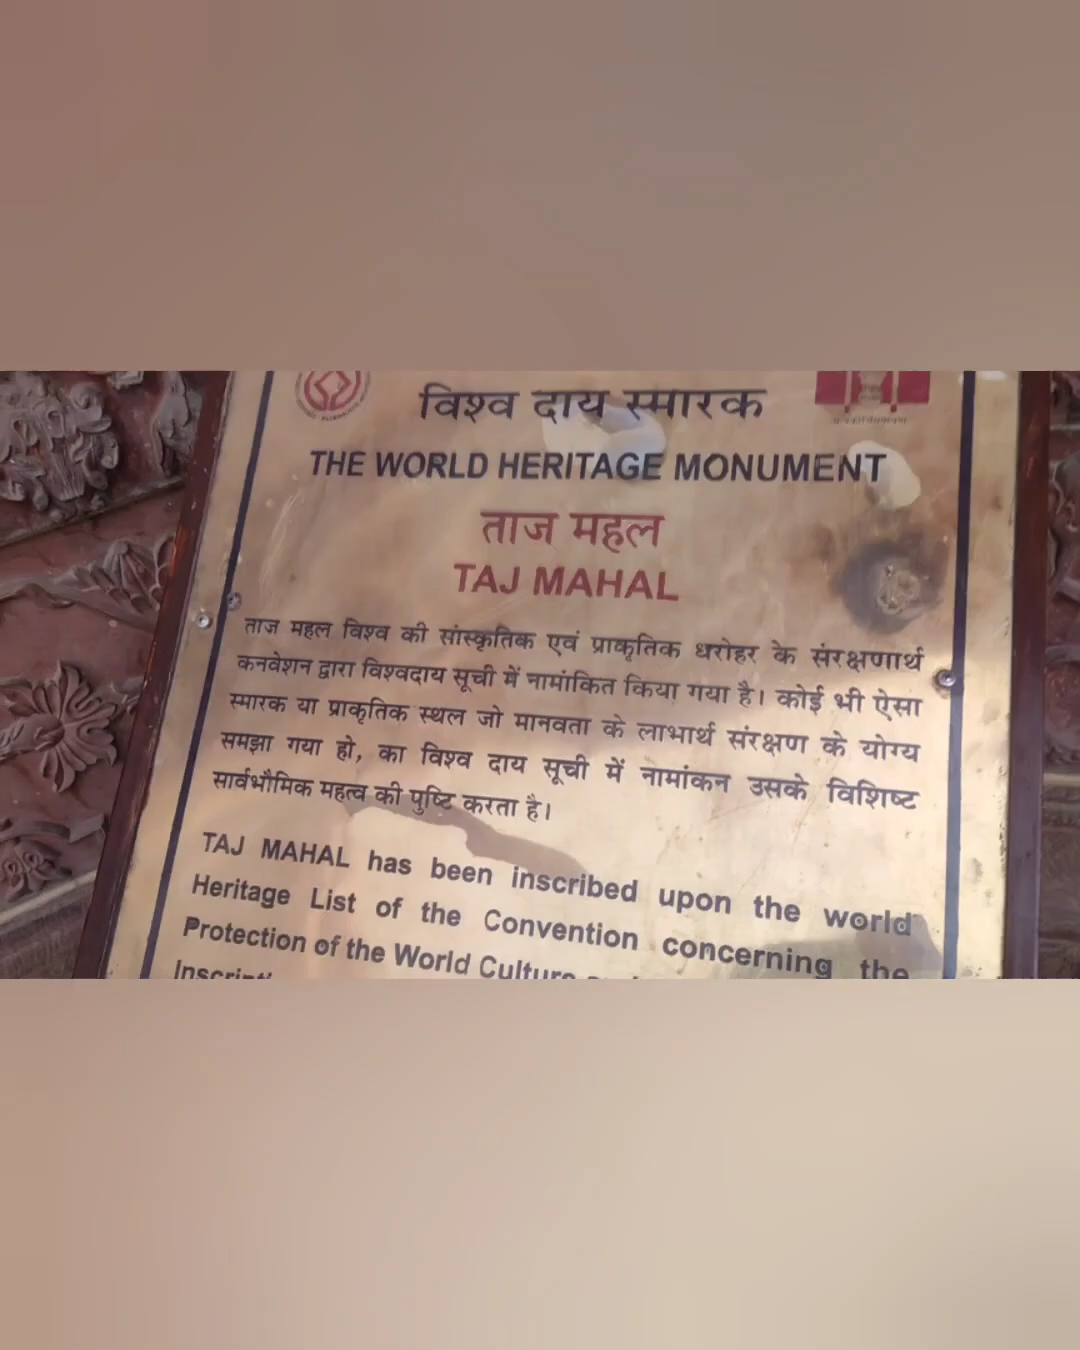 विश्व दाय स्मारक
THE WORLD HERITAGE MONUMENT
ताज महल
TAJ MAHAL
ताज महल विश्व की सांस्कृतिक एवं प्राकृतिक धरोहर के संरक्षणार्थ
कनवेशन द्वारा विश्वदाय सूची में नामांकित किया गया है। कोई भी ऐसा
स्मारक या प्राकृतिक स्थल जो मानवता के लाभार्थ संरक्षण के योग्य
समझा गया हो, का विश्व दाय सूची में नामांकन उसके विशिष्ट
सार्वभौमिक महत्व की पुष्टि करता है।
TAJ MAHAL has been inscribed upon the world
Heritage List of the Convention concerning the
Protection of the World